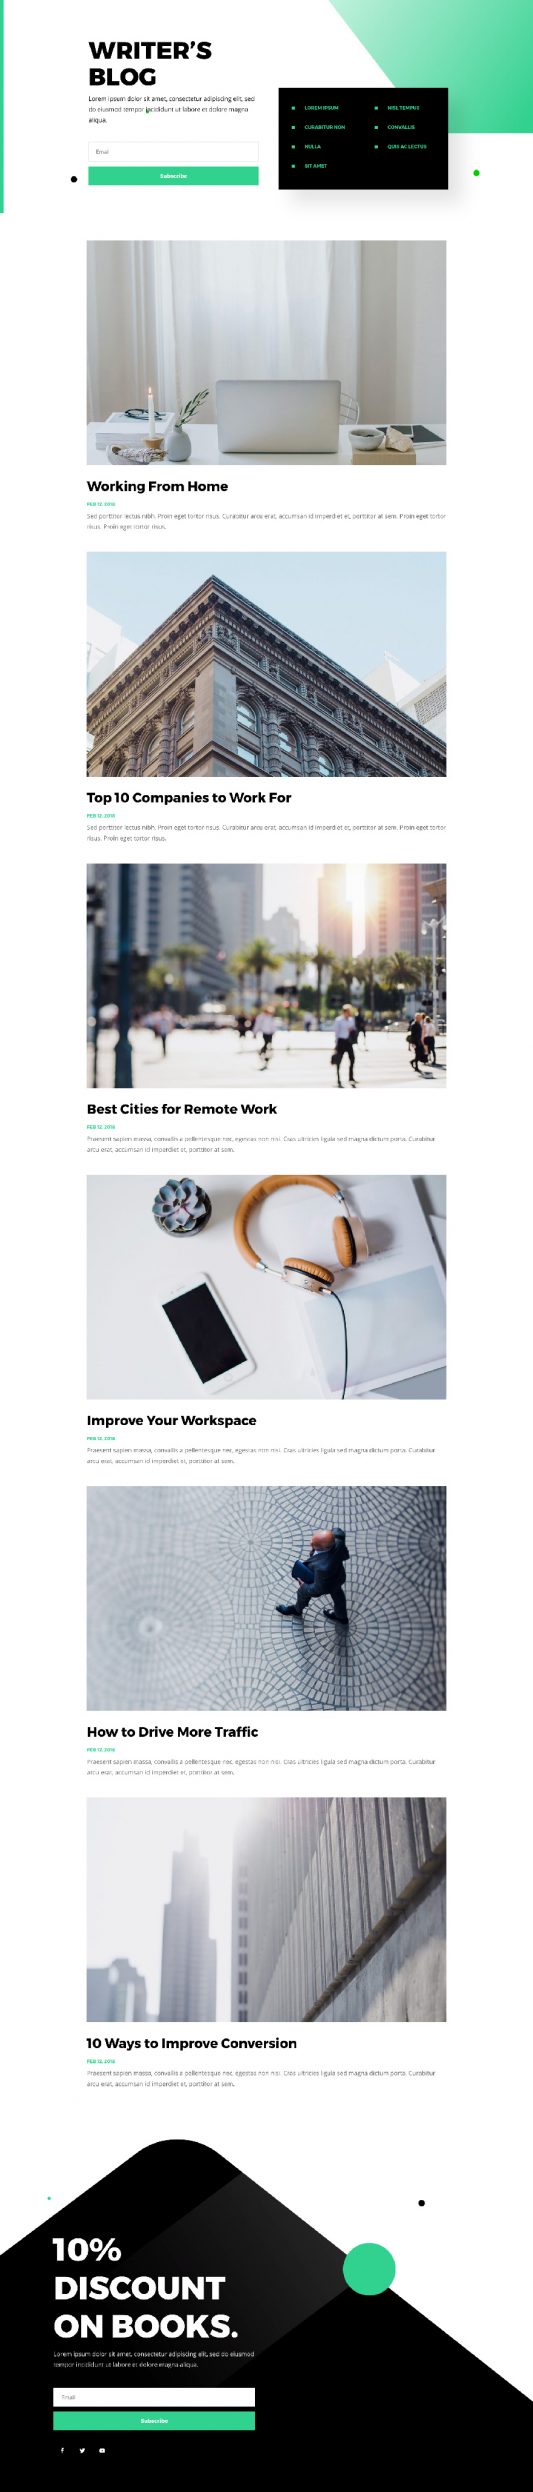 WRITER'S
BLOG
Lorem ipsum dolor sit amet, consectetur adipiscing elit, sed
do eiusmod tempor incididunt ut labore et dolore magna
aliqua.
Email
Subscribe
LOREM IPSUM
NISL TEMPUS
CURABITUR NON
CONVALLIS
NULLA
QUIS AC LECTUS
SIT AMET
Working From Home
FEB 12, 2018
Sed porttitor lectus nibh. Proin eget tortor risus. Curabitur arcu erat, accumsan id imperdiet et, porttitor at sem. Proin eget tortor
risus. Proin eget tortor risus.
Top 10 Companies to Work For
FEB 12, 2018
Sed porttitor lectus nibh. Proin eget tortor risus. Curabitur arcu erat, accumsan id imperdiet et, porttitor at sem. Proin eget tortor
risus. Proin eget tortor risus.
Best Cities for Remote Work
FEB 12, 2018
Praesent sapien massa, convallis a pellentesque nec, egestas non nisi. Cras ultricies ligula sed magna dictum porta. Curabitur
arcu erat, accumsan id imperdiet et, porttitor at sem.
Improve Your Workspace
FEB 12, 2018
Praesent sapien massa, convallis a pellentesque nec, egestas non nisi. Cras ultricies ligula sed magna dictum porta. Curabitur
arcu erat, accumsan id imperdiet et, porttitor at sem.
How to Drive More Traffic
FEB 12, 2018
Praesent sapien massa, convallis a pellentesque nec, egestas non nisi. Cras ultricies ligula sed magna dictum porta. Curabitur
arcu erat, accumsan id imperdiet et, porttitor at sem.
10 Ways to Improve Conversion
FEB 12, 2018
Praesent sapien massa, convallis a pellentesque nec, egestas non nisi. Cras ultricies ligula sed magna dictum porta. Curabitur
arcu erat, accumsan id imperdiet et, porttitor at sem.
10%
DISCOUNT
ON BOOKS.
Lorem ipsum dolor sit amet, consectetur adipiscing elit, sed do eiusmod
tempor incididunt ut labore et dolore magna aliqua.
Email
Subscribe